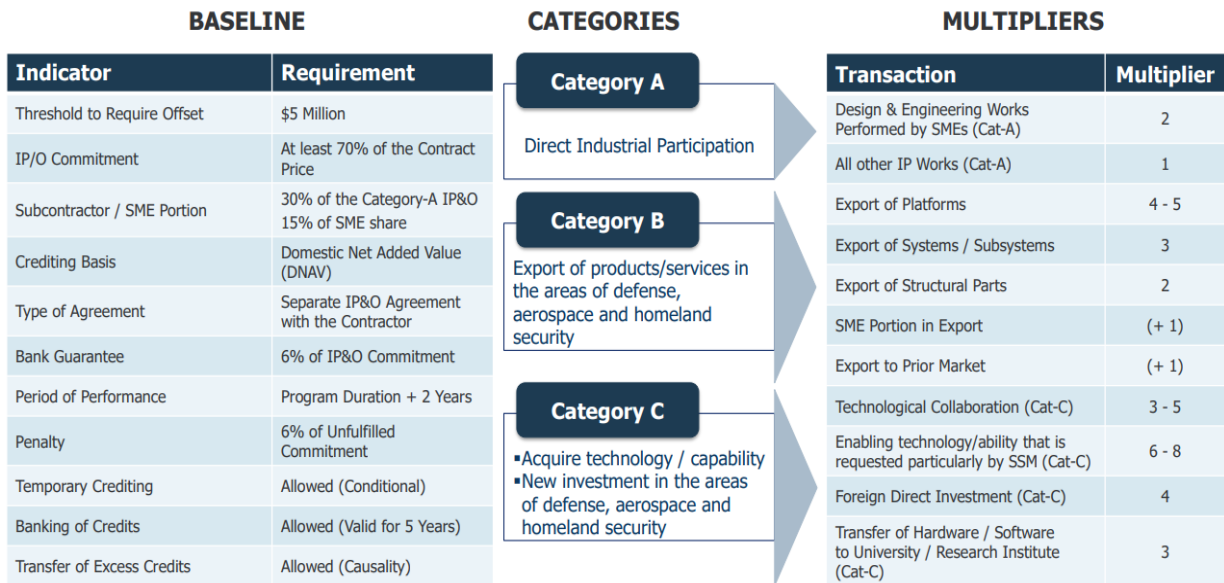 BASELINE
Indicator Requirement
Threshold to Require Offset $5 Million
IP/O Commitment At least 70% of the Contract
Price
Subcontractor / SME Portion 30% of the Category-A IP&O
15% of SME share
Crediting Basis Domestic Net Added Value
(DNAV)
Type of Agreement Separate IP&O Agreement
with the Contractor
Bank Guarantee 6% of IP&O Commitment
Period of Performance Program Duration + 2 Years
Penalty 6% of Unfulfilled
Commitment
Temporary Crediting Allowed (Conditional)
Banking of Credits Allowed (Valid for 5 Years)
Transfer of Excess Credits Allowed (Causality)
CATEGORIES
Category A
Direct Industrial Participation
Category B
Export of products/services in
the areas of defense,
aerospace and homeland
security
Category C
▪Acquire technology / capability
▪New investment in the areas
of defense, aerospace and
homeland security
MULTIPLIERS
Transaction Multiplier
Design & Engineering Works
Performed by SMEs (Cat-A) 2
All other IP Works (Cat-A) 1
Export of Platforms 4 - 5
Export of Systems / Subsystems 3
Export of Structural Parts 2
SME Portion in Export (+ 1)
Export to Prior Market (+ 1)
Technological Collaboration (Cat-C) 3 - 5
Enabling technology/ability that is
requested particularly by SSM (Cat-C) 6 - 8
Foreign Direct Investment (Cat-C) 4
Transfer of Hardware / Software
to University / Research Institute 3
(Cat-C)